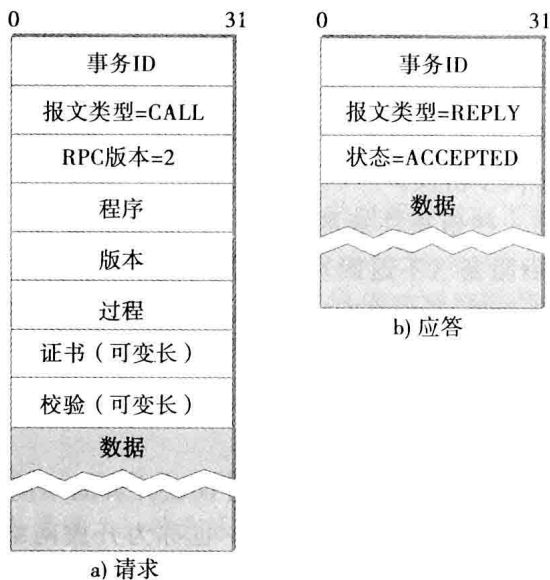 0 31
事务ID
报文类型=CALL
RPC版本=2
程序
版本
过程
证书（可变长）
校验（可变长）
数据
a) 请求
0 31
事务ID
报文类型=REPLY
状态=ACCEPTED
数据
b) 应答